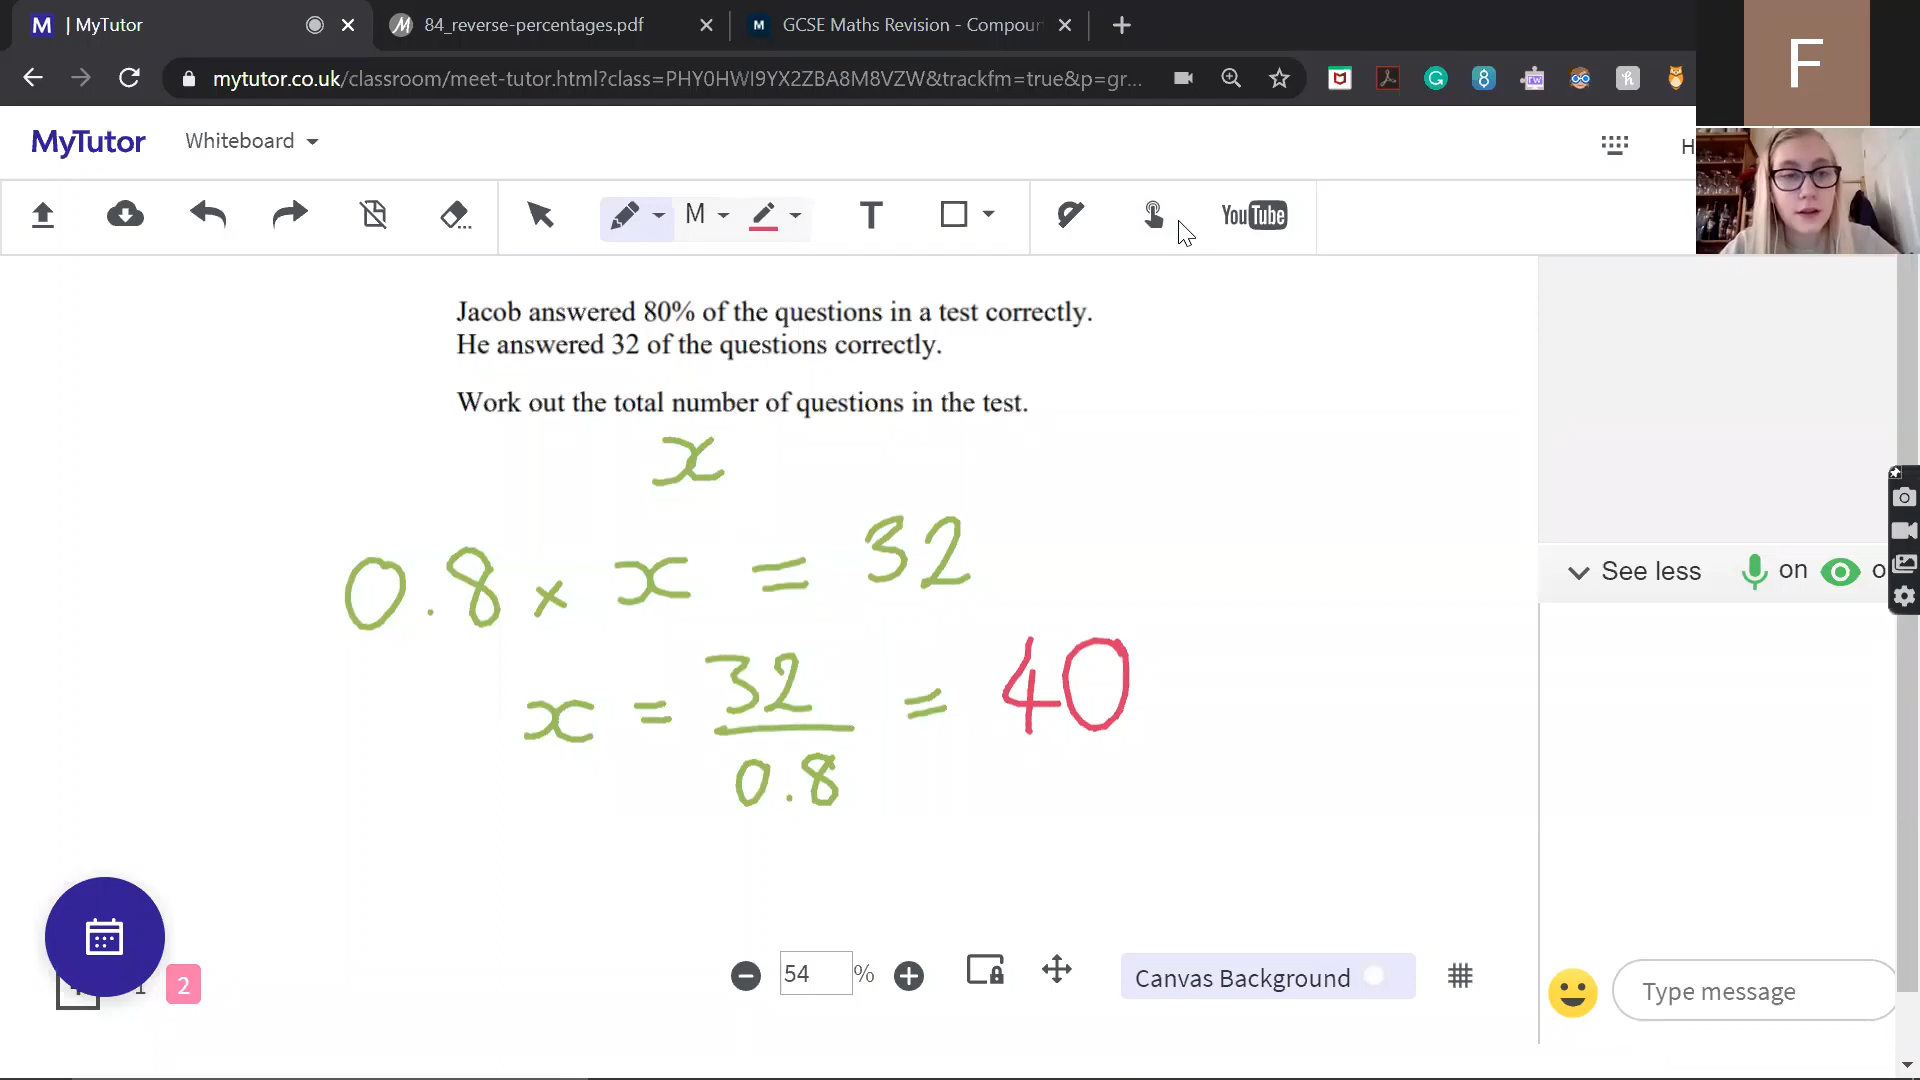 | MyTutor
84_reverse-percentages.pdf
GCSE Maths Revision - Compour
mytutor.co.uk/classroom/meet-tutor.html?class=PHY0HWI9YX2ZBA8M8VZW&trackfm=true&p=gr...
F
MyTutor
Whiteboard
H
M
T
YouTube
Jacob answered 80% of the questions in a test correctly.
He answered 32 of the questions correctly.
Work out the total number of questions in the test.
x
0.8 × x = 32
x = 32/0.8 = 40
See less
on
o
1
2
54 %
Canvas Background
Type message